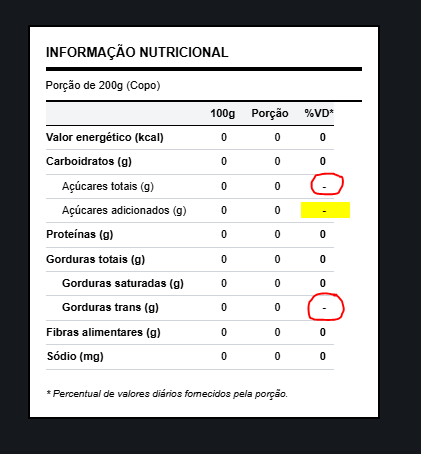 INFORMAÇÃO NUTRICIONAL
Porção de 200g (Copo)
100g Porção %VD*
Valor energético (kcal) 0 0 0
Carboidratos (g) 0 0 0
Açúcares totais (g) 0 0 -
Açúcares adicionados (g) 0 0 -
Proteínas (g) 0 0 0
Gorduras totais (g) 0 0 0
Gorduras saturadas (g) 0 0 0
Gorduras trans (g) 0 0 -
Fibras alimentares (g) 0 0 0
Sódio (mg) 0 0 0
* Percentual de valores diários fornecidos pela porção.